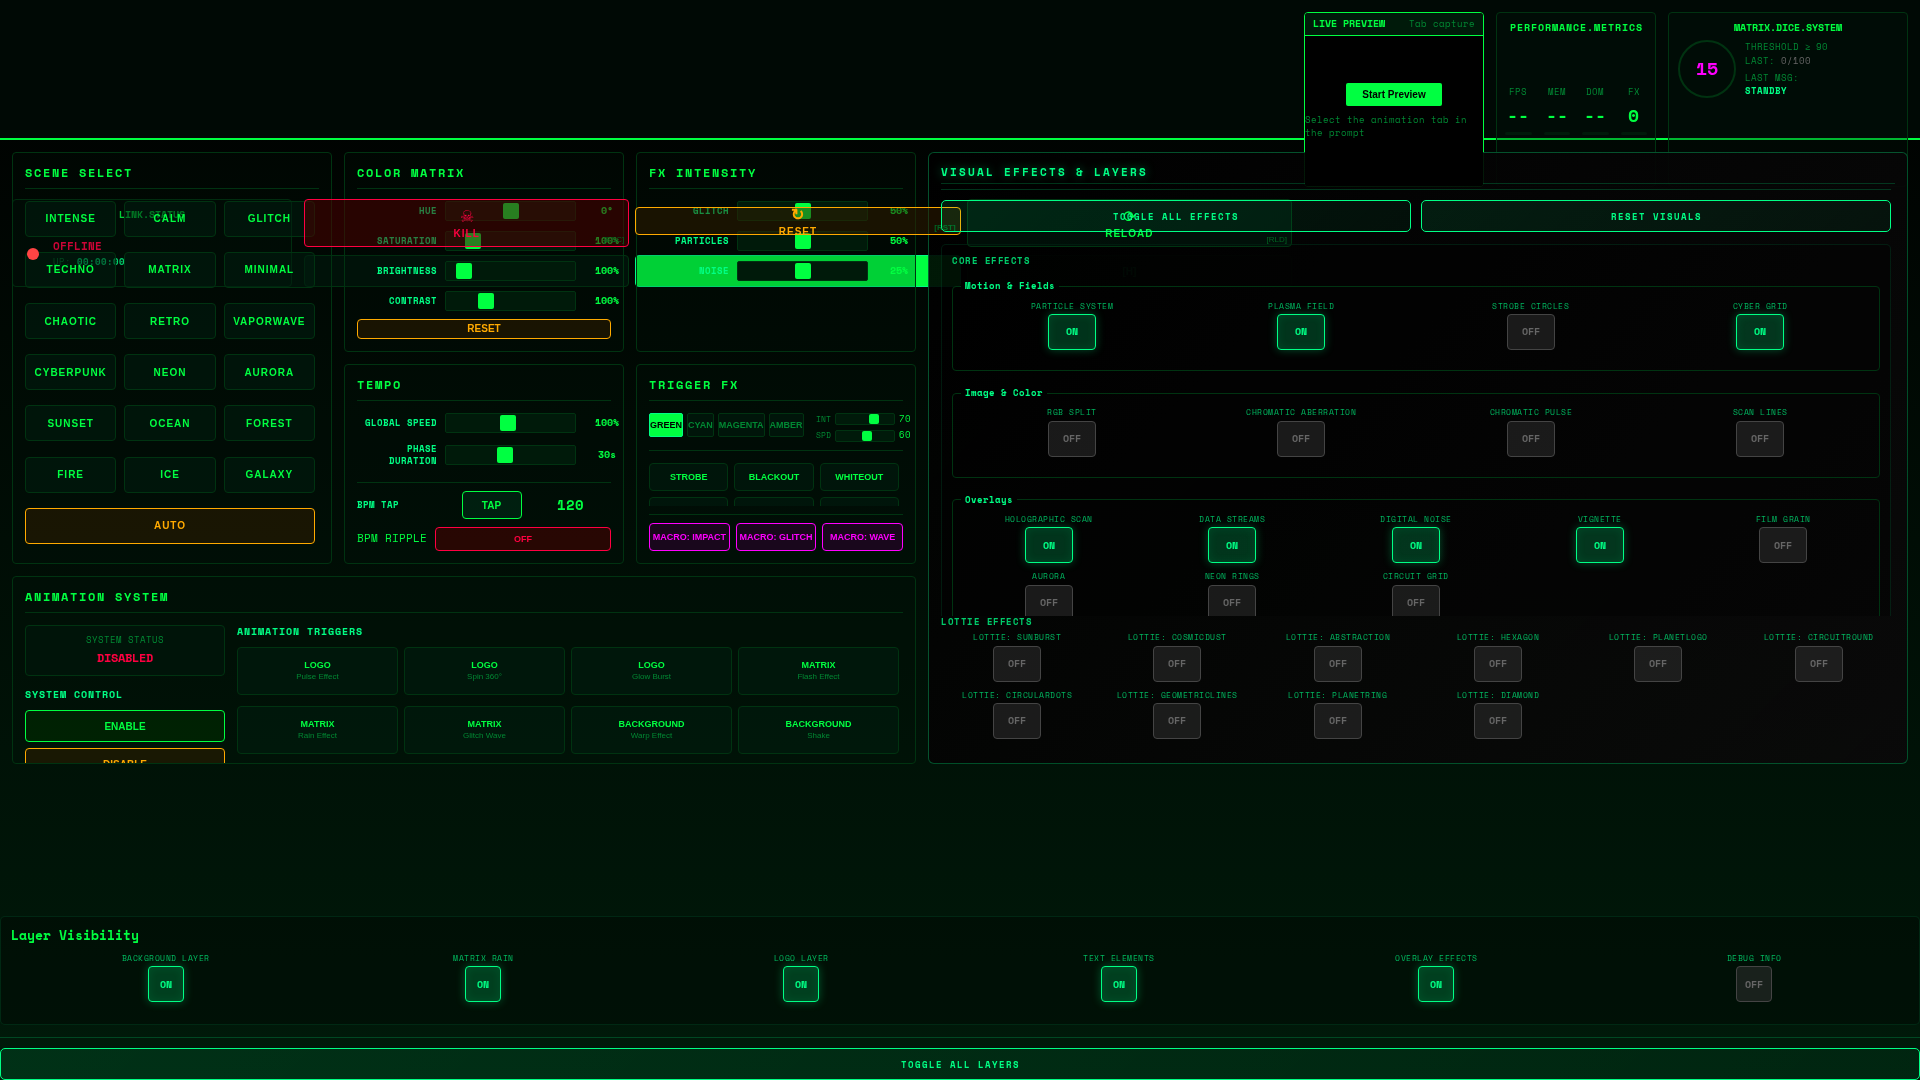 LIVE PREVIEW Tab capture
Start Preview
Select the animation tab in
the prompt
PERFORMANCE.METRICS
FPS MEM DOM FX
-- -- -- 0
MATRIX.DICE.SYSTEM
15
THRESHOLD ≥ 90
LAST: 0/100
LAST MSG:
STANDBY
SCENE SELECT
INTENSE CALM GLITCH
LINK.STATUS
OFFLINE
UP: 00:00:00
TECHNO MATRIX MINIMAL
CHAOTIC RETRO VAPORWAVE
CYBERPUNK NEON AURORA
SUNSET OCEAN FOREST
FIRE ICE GALAXY
AUTO
COLOR MATRIX
HUE 0°
KILL
SATURATION 100%
BRIGHTNESS 100%
CONTRAST 100%
RESET
FX INTENSITY
GLITCH 50%
RESET
PARTICLES 50%
NOISE 25%
TEMPO
GLOBAL SPEED 100%
PHASE
DURATION 30s
BPM TAP TAP 120
BPM RIPPLE OFF
TRIGGER FX
GREEN CYAN MAGENTA AMBER
INT 70
SPD 60
STROBE BLACKOUT WHITEOUT
MACRO: IMPACT MACRO: GLITCH MACRO: WAVE
VISUAL EFFECTS & LAYERS
TOGGLE ALL EFFECTS RESET VISUALS
RELOAD
[RLD]
CORE EFFECTS
Motion & Fields
PARTICLE SYSTEM PLASMA FIELD STROBE CIRCLES CYBER GRID
ON ON OFF ON
Image & Color
RGB SPLIT CHROMATIC ABERRATION CHROMATIC PULSE SCAN LINES
OFF OFF OFF OFF
Overlays
HOLOGRAPHIC SCAN DATA STREAMS DIGITAL NOISE VIGNETTE FILM GRAIN
ON ON ON ON OFF
AURORA NEON RINGS CIRCUIT GRID
OFF OFF OFF
LOTTIE EFFECTS
LOTTIE: SUNBURST LOTTIE: COSMICDUST LOTTIE: ABSTRACTION LOTTIE: HEXAGON LOTTIE: PLANETLOGO LOTTIE: CIRCUITROUND
OFF OFF OFF OFF OFF OFF
LOTTIE: CIRCULARDOTS LOTTIE: GEOMETRICLINES LOTTIE: PLANETRING LOTTIE: DIAMOND
OFF OFF OFF OFF
ANIMATION SYSTEM
SYSTEM STATUS
DISABLED
SYSTEM CONTROL
ENABLE
DISABLE
ANIMATION TRIGGERS
LOGO LOGO LOGO MATRIX
Pulse Effect Spin 360° Glow Burst Flash Effect
MATRIX MATRIX BACKGROUND BACKGROUND
Rain Effect Glitch Wave Warp Effect Shake
Layer Visibility
BACKGROUND LAYER MATRIX RAIN LOGO LAYER TEXT ELEMENTS OVERLAY EFFECTS DEBUG INFO
ON ON ON ON ON OFF
TOGGLE ALL LAYERS